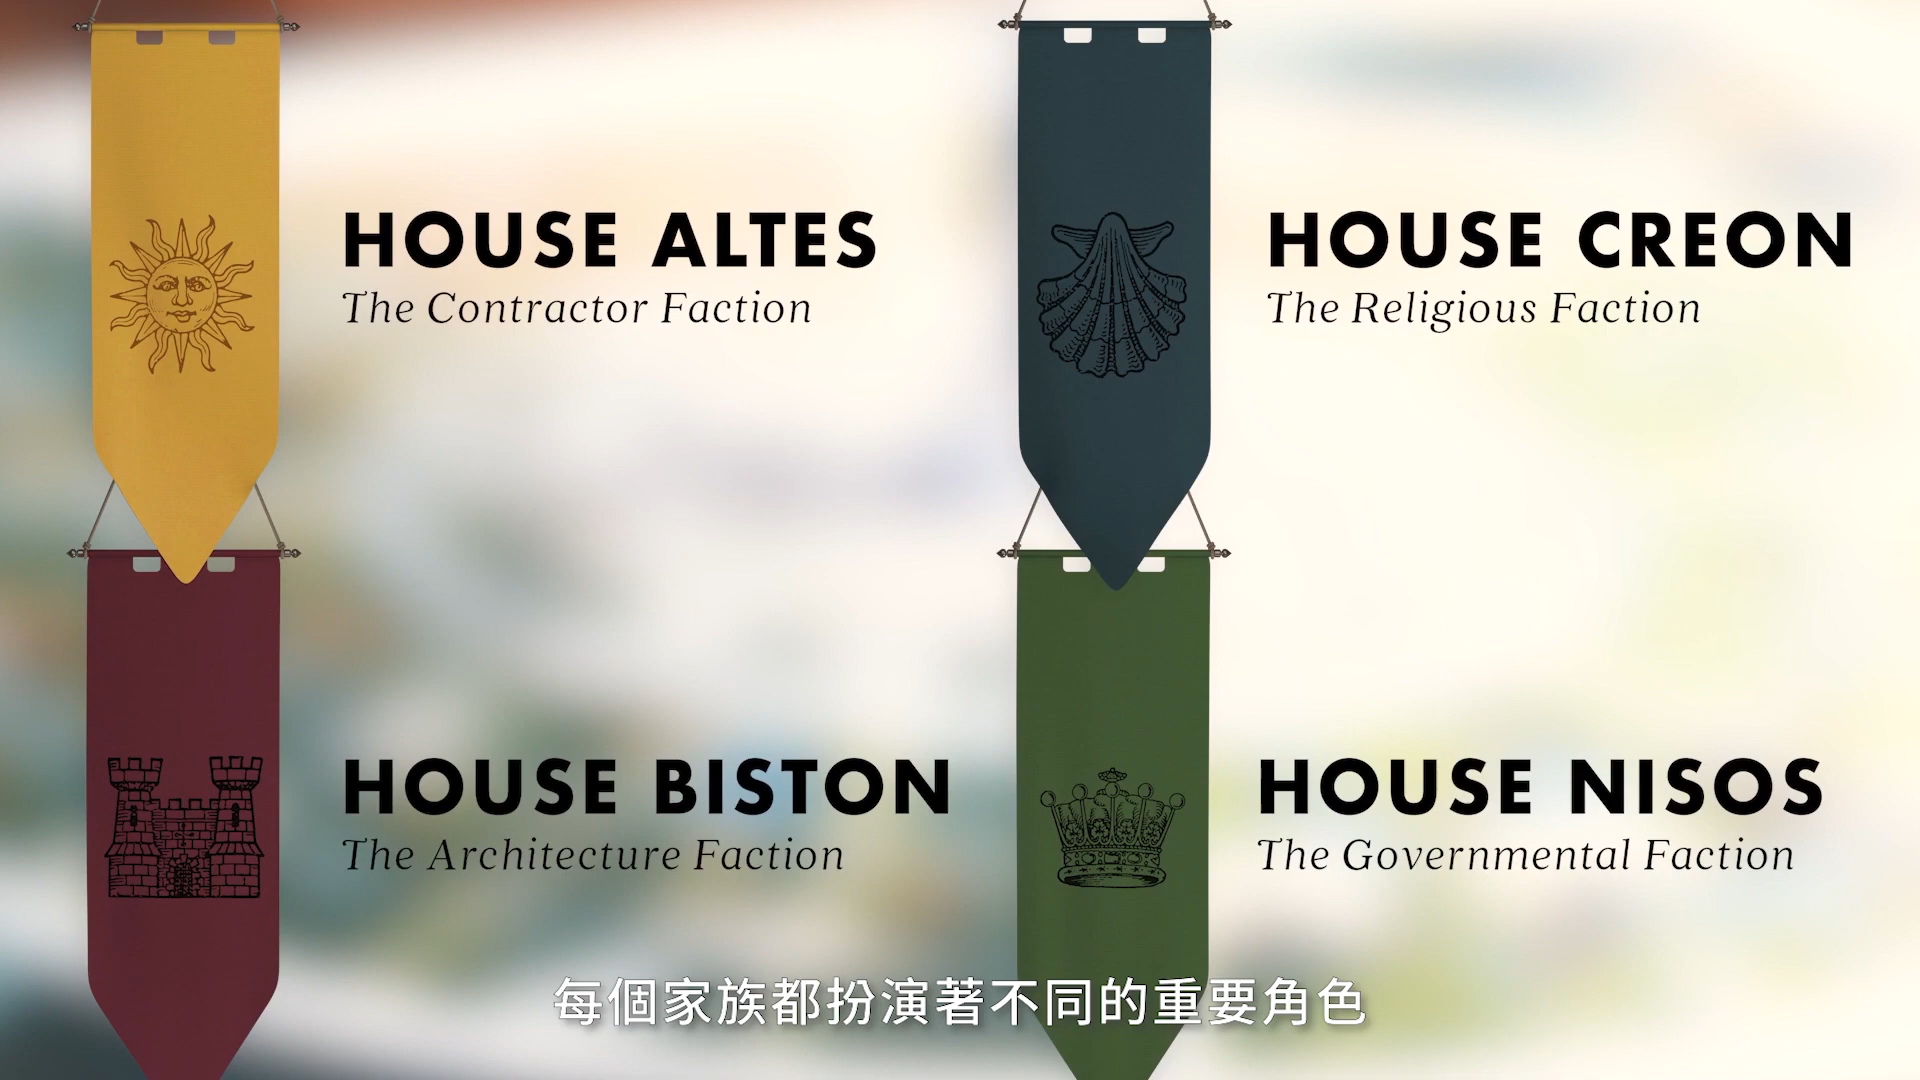 HOUSE ALTES
The Contractor Faction
HOUSE CREON
The Religious Faction
HOUSE BISTON
The Architecture Faction
HOUSE NISOS
The Governmental Faction
每個家族都扮演著不同的重要角色